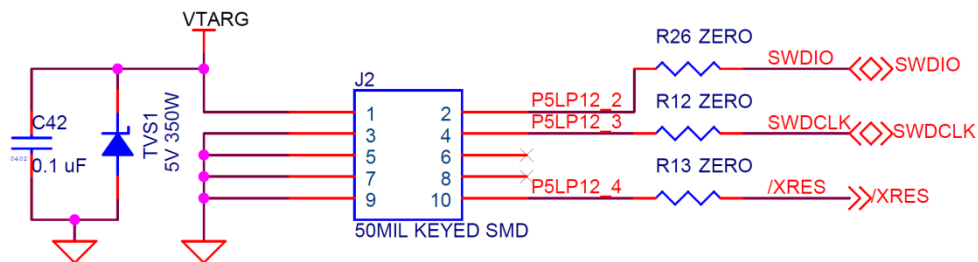 VTARG
R26 ZERO
SWDIO
SWDIO
J2
C42
0402
0.1 uF
TVS1
5V 350W
1
3
5
7
9
2
4
6
8
10
P5LP12_2
P5LP12_3
P5LP12_4
R12 ZERO
SWDCLK
SWDCLK
R13 ZERO
/XRES
/XRES
50MIL KEYED SMD